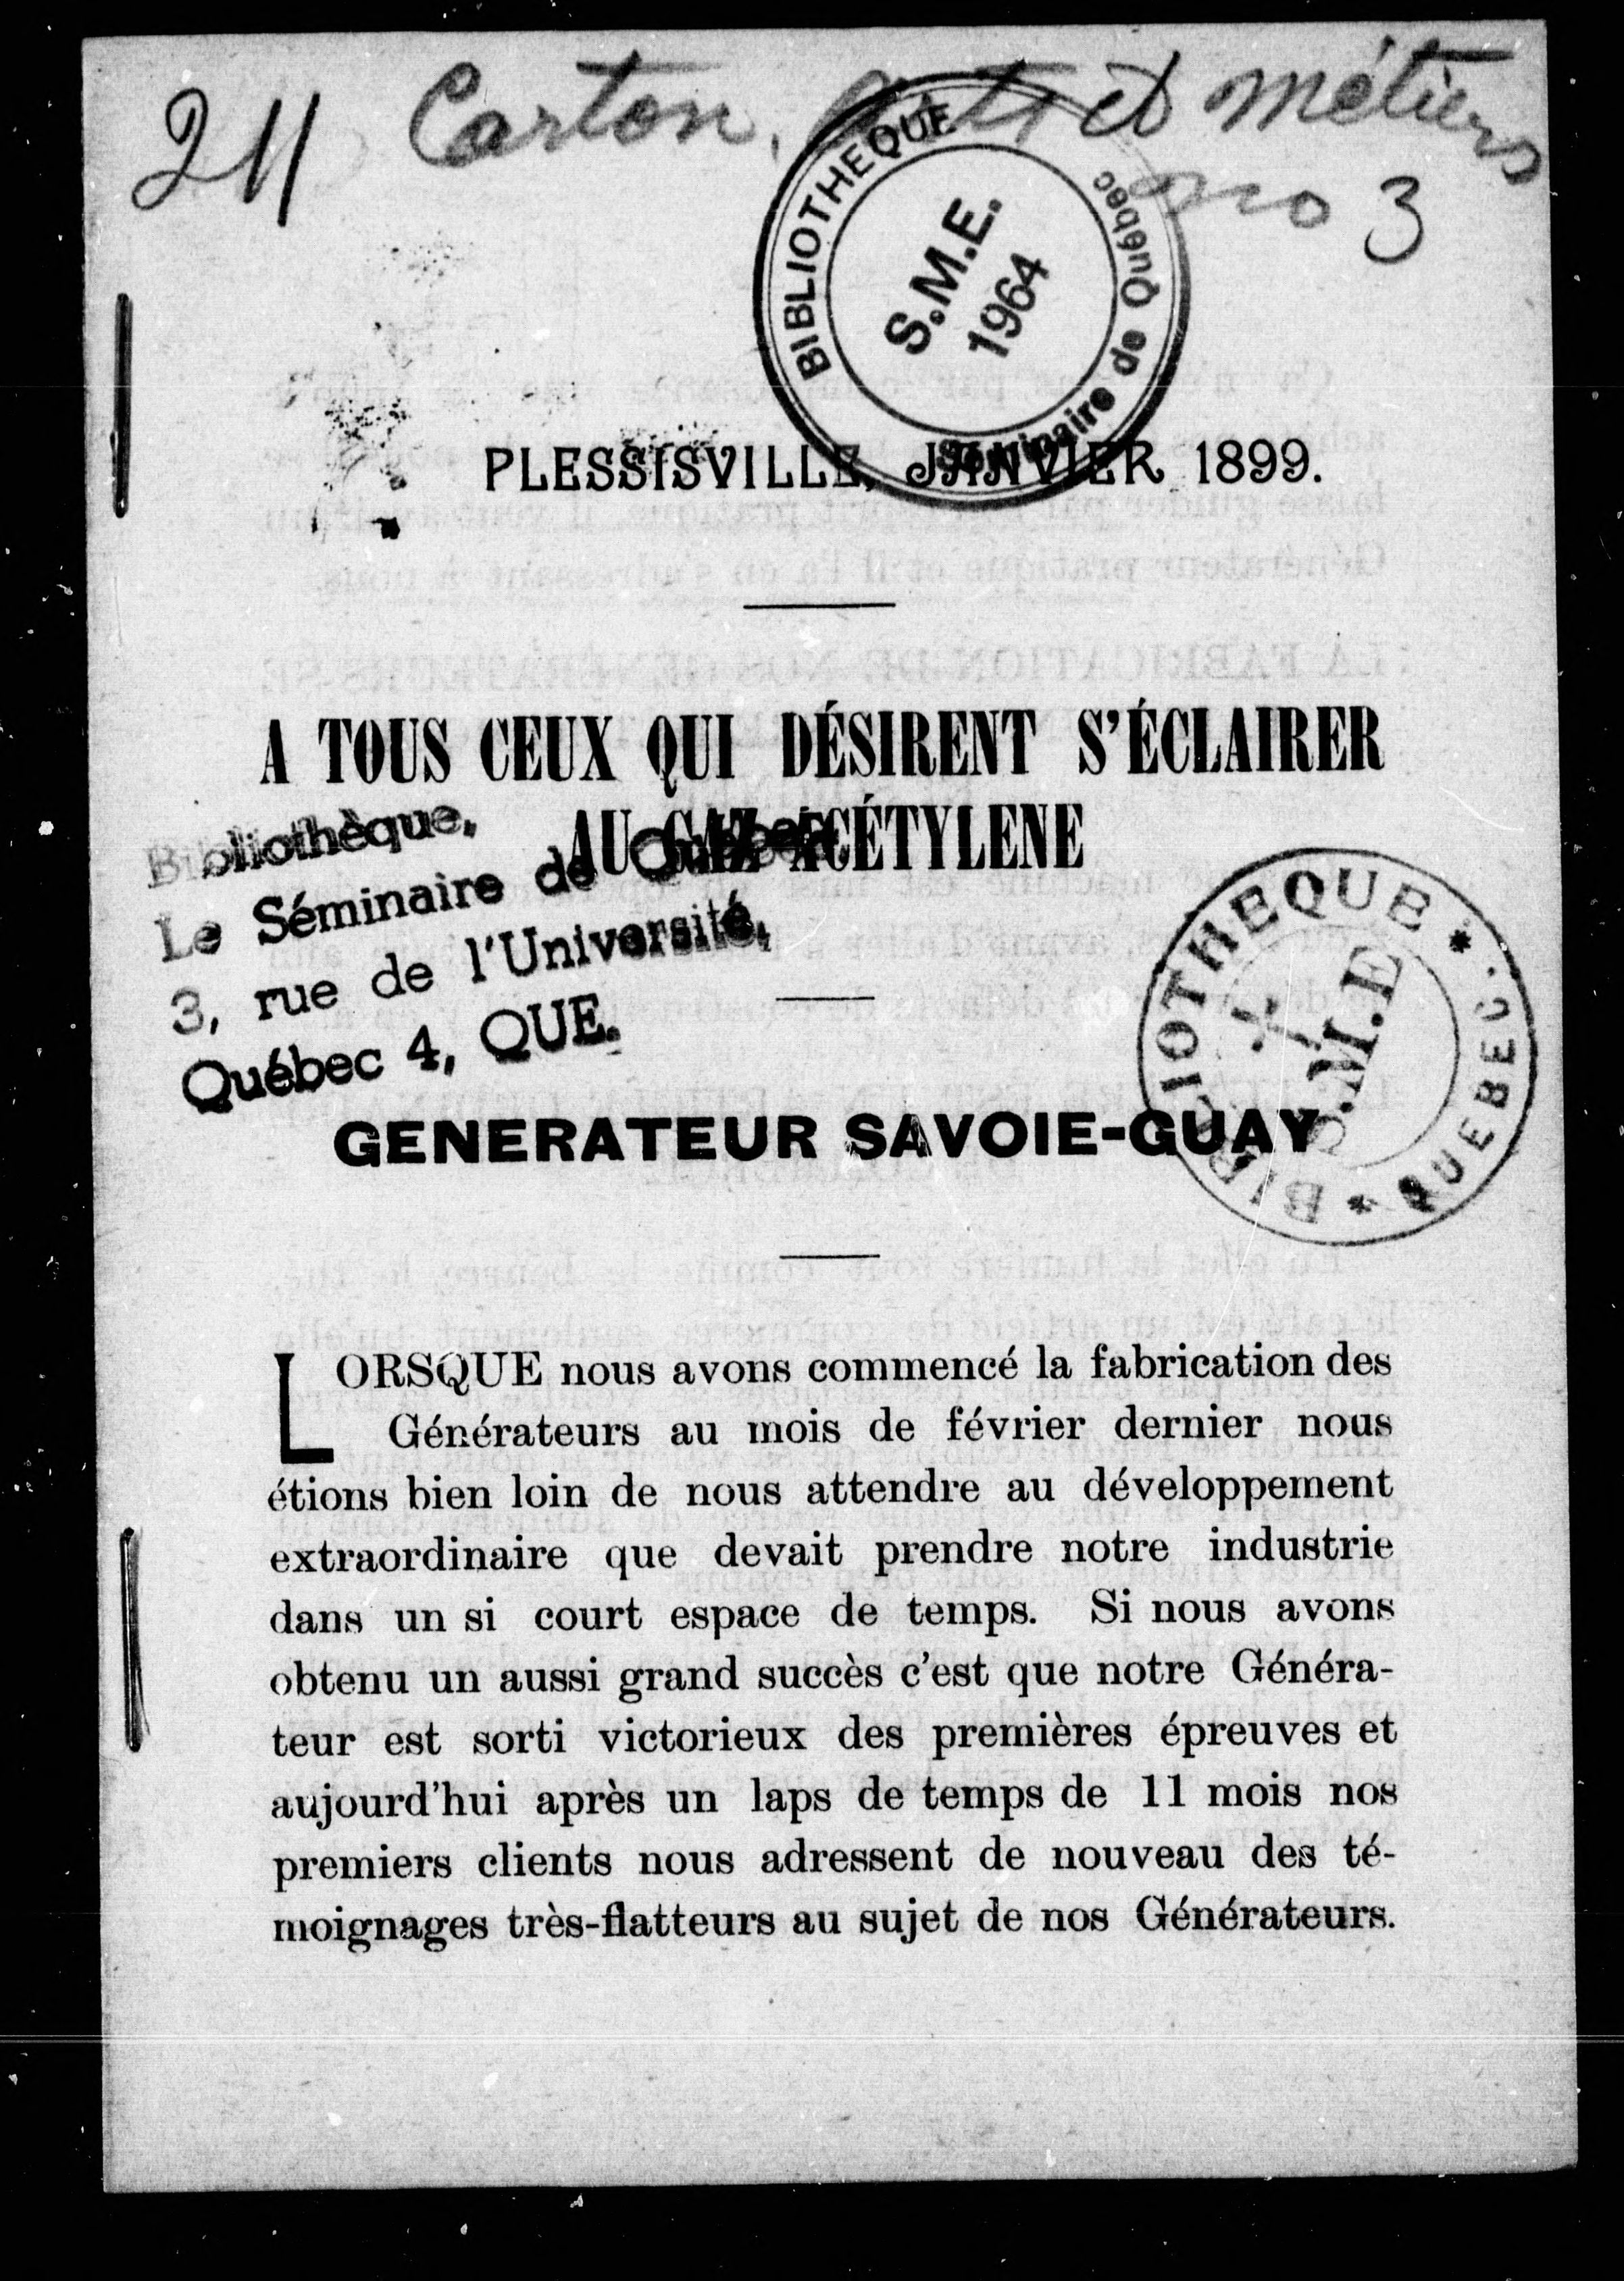 211 Carton, Arts et métiers
no 3
BIBLIOTHEQUE
S.M.E.
1964
Séminaire de Québec
PLESSISVILLE, JANVIER 1899.
A TOUS CEUX QUI DÉSIRENT S'ÉCLAIRER
AU GAZ ACÉTYLENE
Bibliothèque,
Le Séminaire de Québec,
3, rue de l'Université,
Québec 4, QUE.
BIBLIOTHEQUE * QUEBEC. *
S.M.E
GENERATEUR SAVOIE-GUAY
LORSQUE nous avons commencé la fabrication des
Générateurs au mois de février dernier nous
étions bien loin de nous attendre au développement
extraordinaire que devait prendre notre industrie
dans un si court espace de temps. Si nous avons
obtenu un aussi grand succès c'est que notre Généra-
teur est sorti victorieux des premières épreuves et
aujourd'hui après un laps de temps de 11 mois nos
premiers clients nous adressent de nouveau des té-
moignages très-flatteurs au sujet de nos Générateurs.